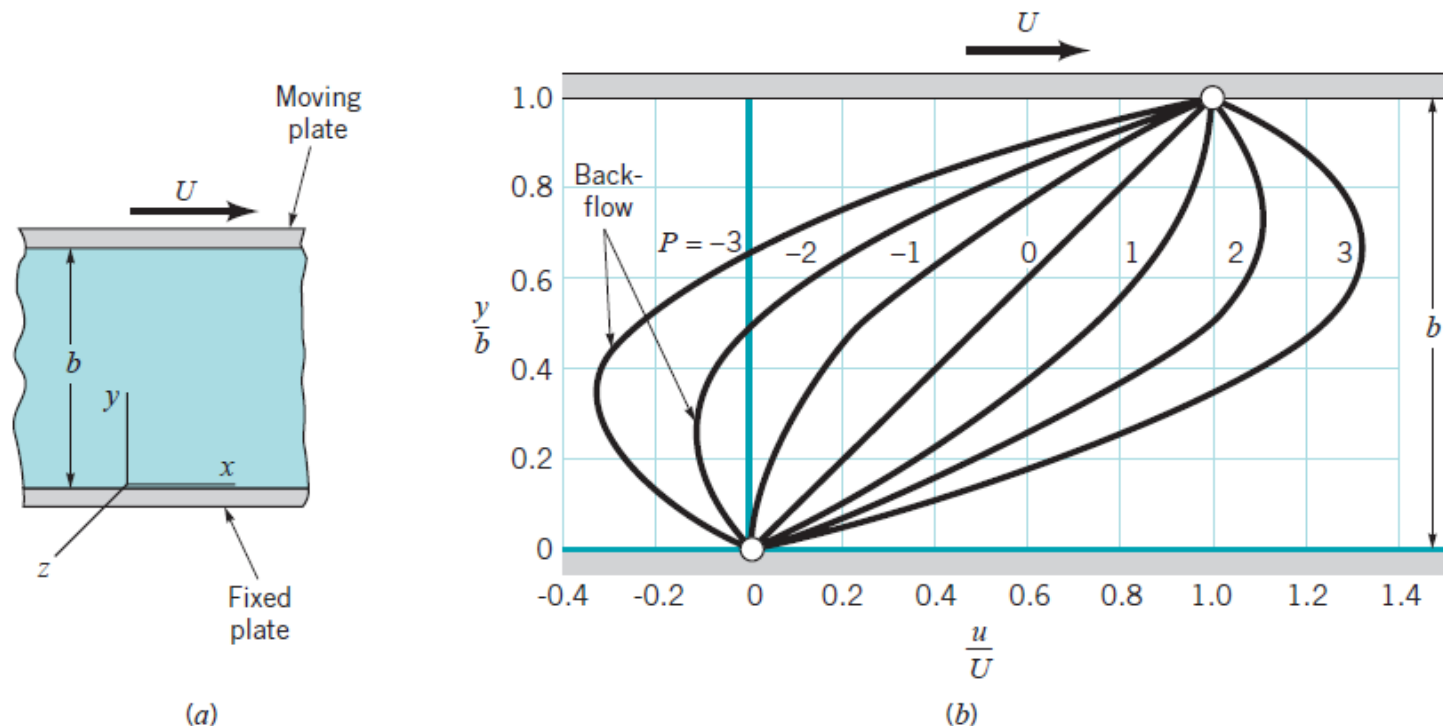 Moving
plate
U
b
y
x
z
Fixed
plate
(a)
U
1.0
0.8
0.6
0.4
0.2
0
y
b
Back-
flow
P = –3
–2
–1
0
1
2
3
b
-0.4
-0.2
0
0.2
0.4
0.6
0.8
1.0
1.2
1.4
u
U
(b)